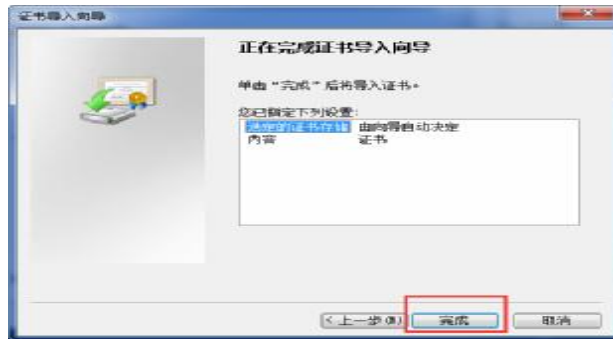 证书导入向导
正在完成证书导入向导
单击“完成”后将导入证书。
您已指定下列设置:
选定的证书存储 由向导自动决定
内容 证书
<上一步(B) 完成 取消